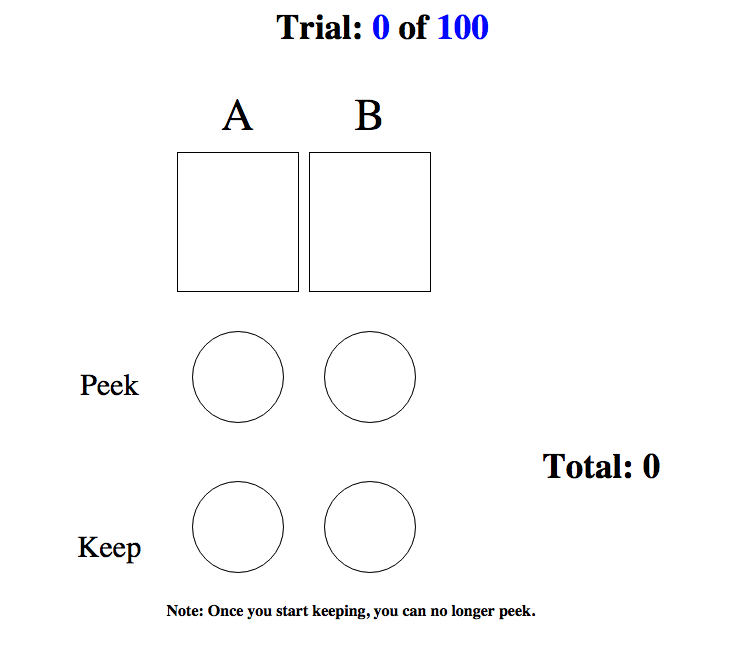 Trial: 0 of 100
A B
Peek
Total: 0
Keep
Note: Once you start keeping, you can no longer peek.